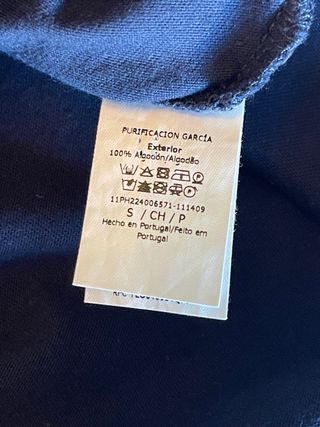 PURIFICACION GARCÍA
Exterior
100% Algodón/Algodão
11PH224006571-111409
S / CH / P
Hecho en Portugal/Feito em
Portugal